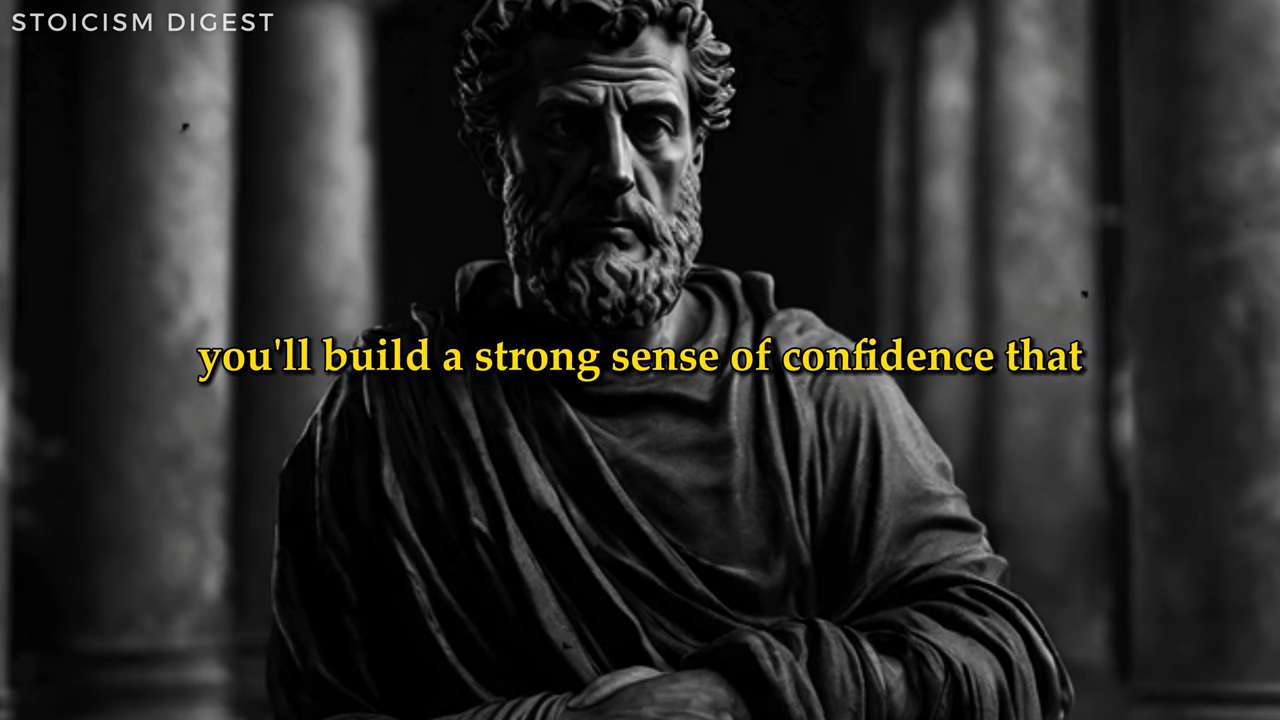 STOICISM DIGEST
you'll build a strong sense of confidence that